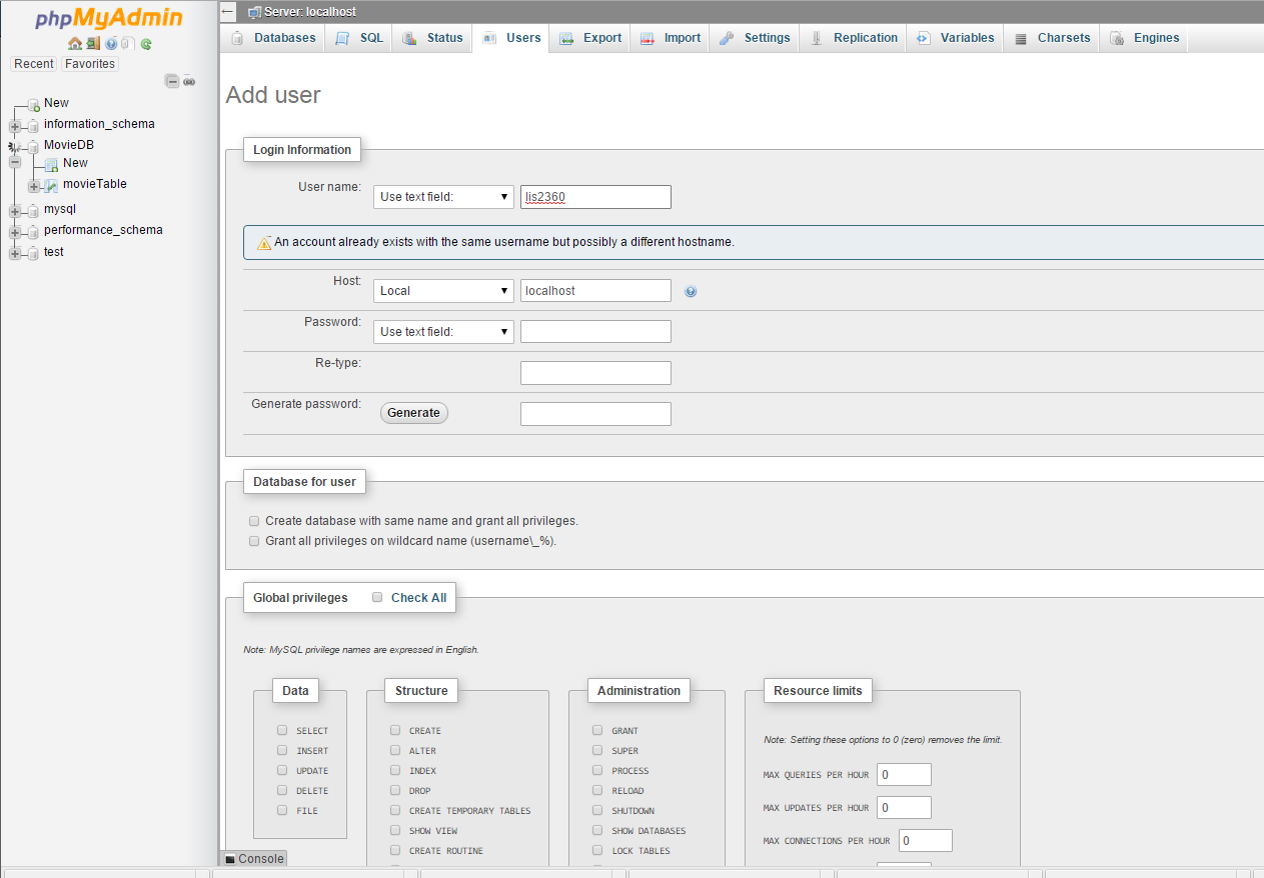 phpMyAdmin
Recent Favorites
New
information_schema
MovieDB
New
movieTable
mysql
performance_schema
test
Server: localhost
Databases SQL Status Users Export Import Settings Replication Variables Charsets Engines
Add user
Login Information
User name: Use text field: lis2360
An account already exists with the same username but possibly a different hostname.
Host: Local localhost
Password: Use text field:
Re-type:
Generate password: Generate
Database for user
Create database with same name and grant all privileges.
Grant all privileges on wildcard name (username\_%).
Global privileges Check All
Note: MySQL privilege names are expressed in English.
Data
SELECT
INSERT
UPDATE
DELETE
FILE
Structure
CREATE
ALTER
INDEX
DROP
CREATE TEMPORARY TABLES
SHOW VIEW
CREATE ROUTINE
Administration
GRANT
SUPER
PROCESS
RELOAD
SHUTDOWN
SHOW DATABASES
LOCK TABLES
Resource limits
Note: Setting these options to 0 (zero) removes the limit.
MAX QUERIES PER HOUR 0
MAX UPDATES PER HOUR 0
MAX CONNECTIONS PER HOUR 0
Console